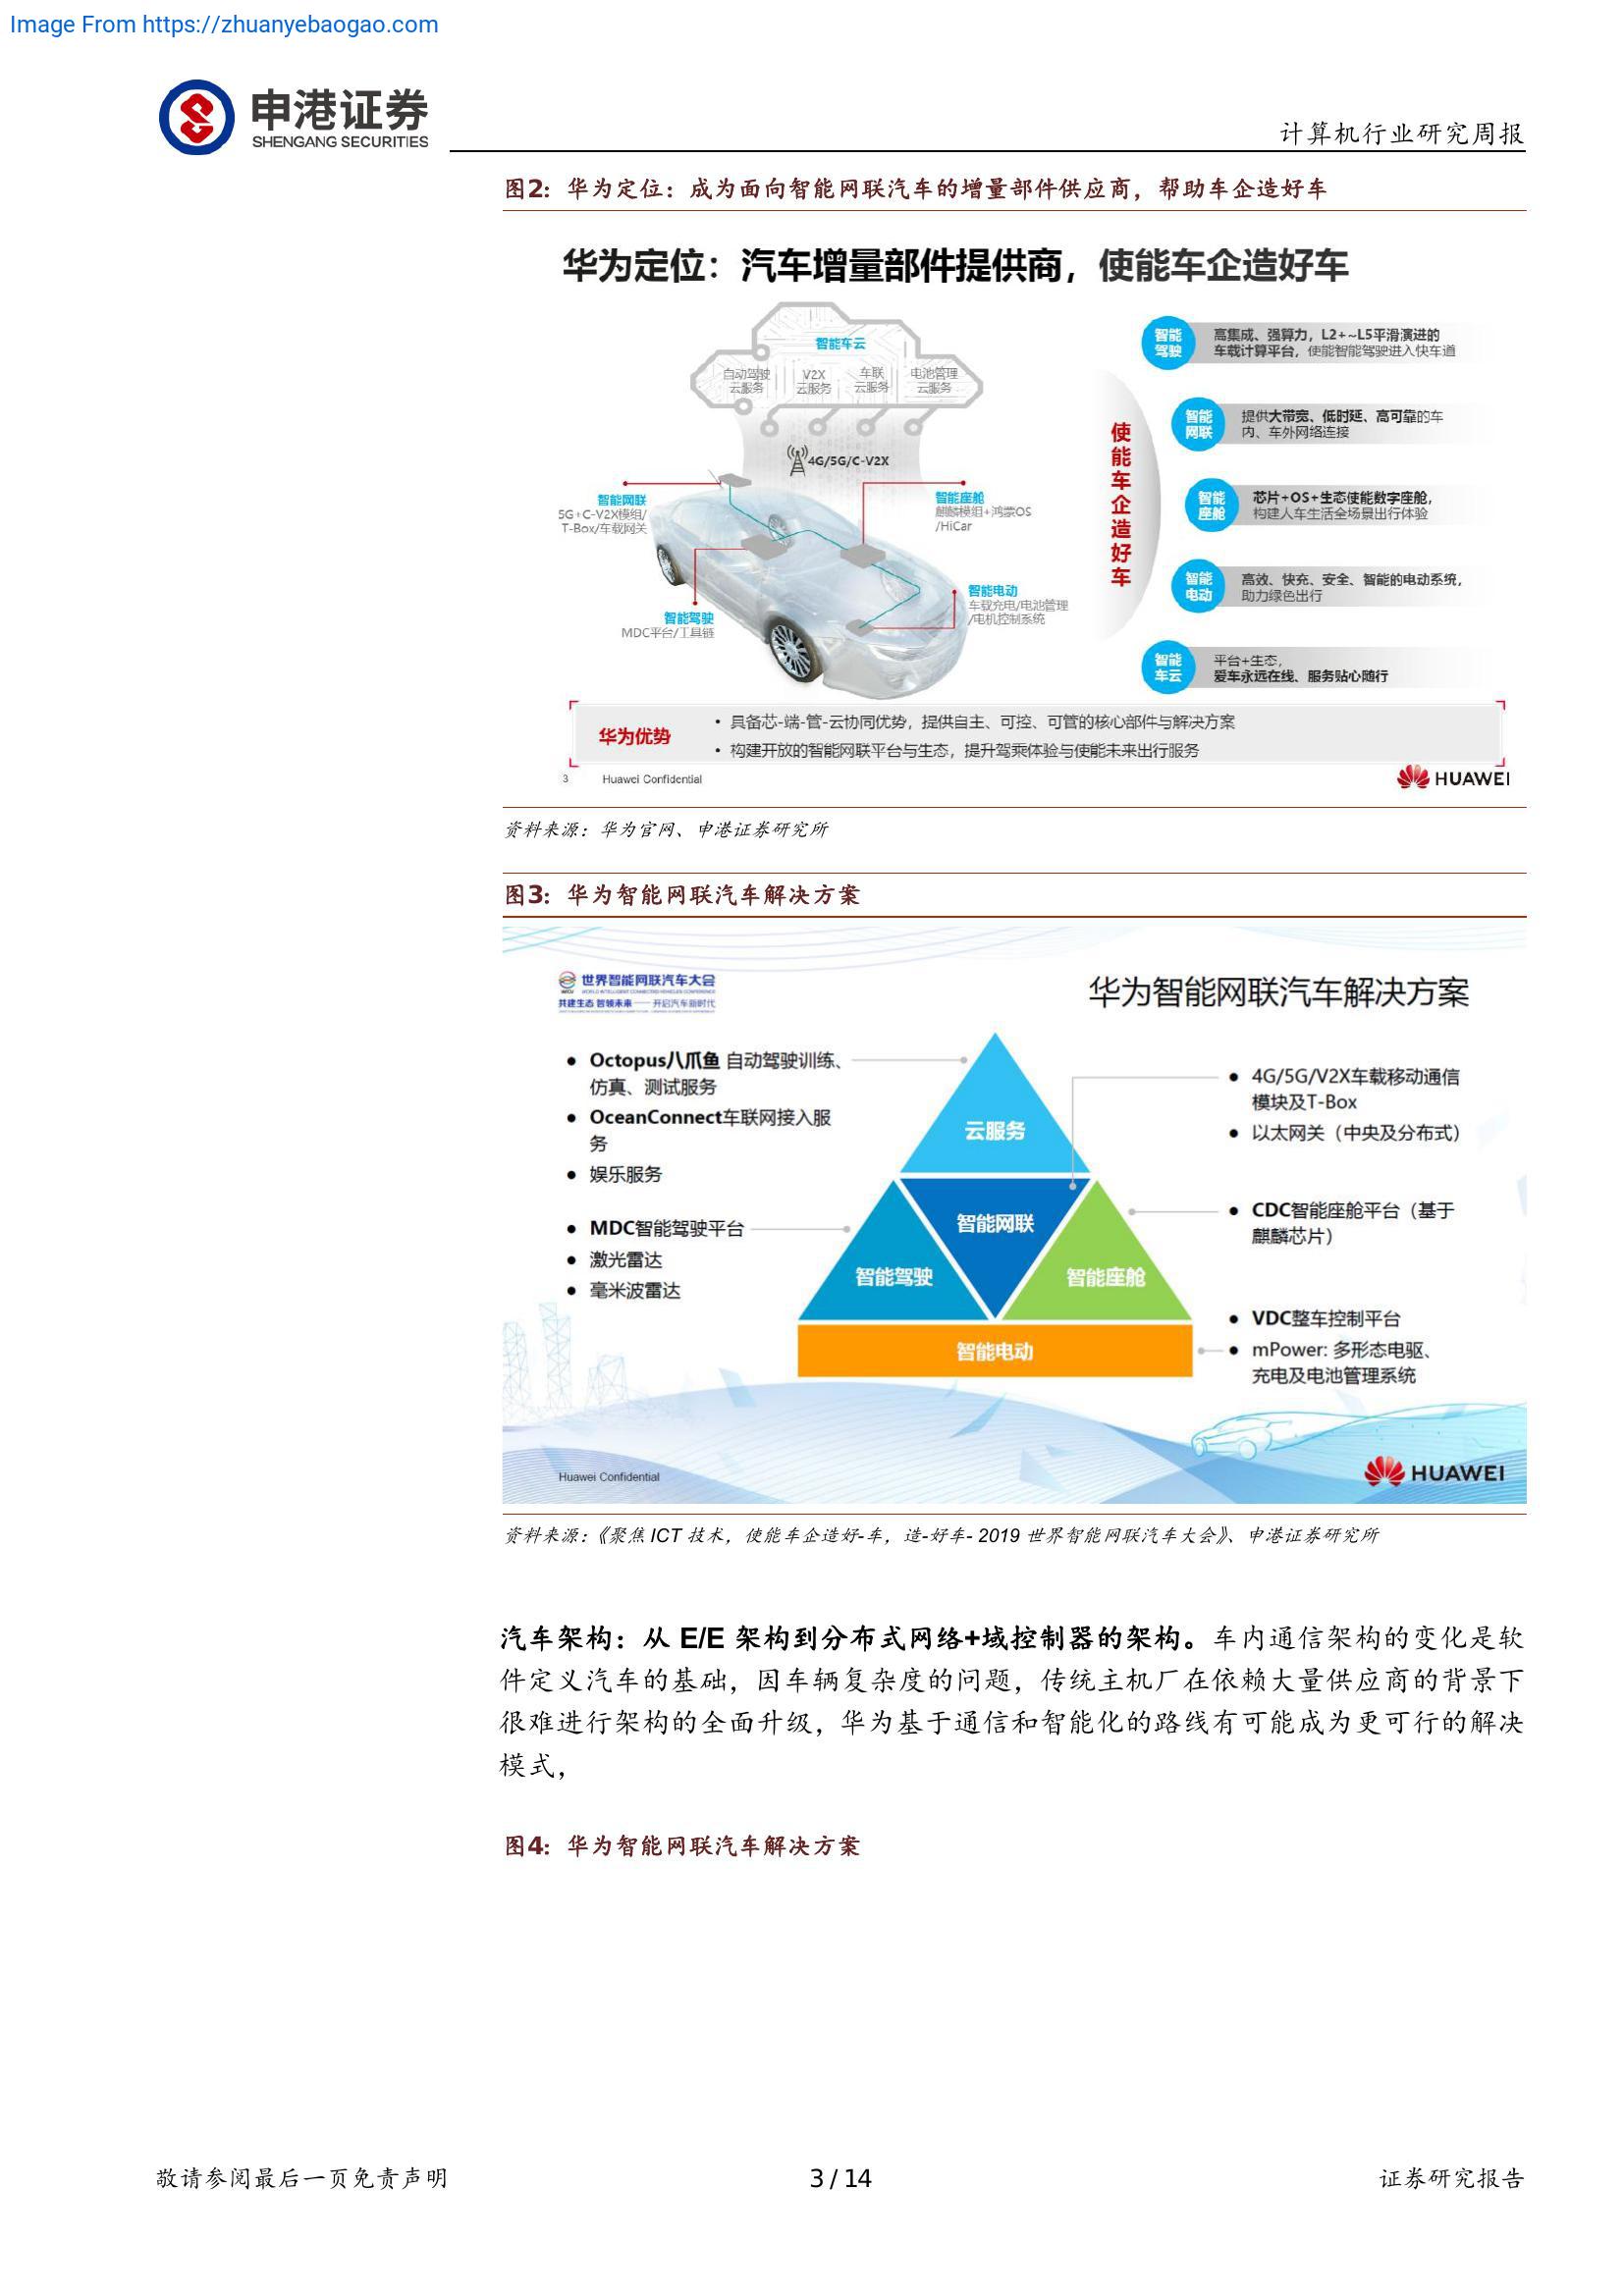 Image From https://zhuanyebaogao.com
申港证券
SHENGANG SECURITIES
计算机行业研究周报
图2：华为定位：成为面向智能网联汽车的增量部件供应商，帮助车企造好车
华为定位：汽车增量部件提供商，使能车企造好车
智能车云
自动驾驶 云服务
V2X 云服务
车联 云服务
电池管理 云服务
4G/5G/C-V2X
智能网联
5G+C-V2X模组/
T-Box/车载网关
智能座舱
麒麟模组+鸿蒙OS
/HiCar
智能驾驶
MDC平台/工具链
智能电动
车载充电/电池管理
/电机控制系统
使能车企造好车
智能驾驶
高集成、强算力，L2+~L5平滑演进的
车载计算平台，使能智能驾驶进入快车道
智能网联
提供大带宽、低时延、高可靠的车
内、车外网络连接
智能座舱
芯片+OS+生态使能数字座舱，
构建人车生活全场景出行体验
智能电动
高效、快充、安全、智能的电动系统，
助力绿色出行
智能车云
平台+生态，
爱车永远在线、服务贴心随行
华为优势
• 具备芯-端-管-云协同优势，提供自主、可控、可管的核心部件与解决方案
• 构建开放的智能网联平台与生态，提升驾乘体验与使能未来出行服务
3 Huawei Confidential
HUAWEI
资料来源：华为官网、申港证券研究所
图3：华为智能网联汽车解决方案
世界智能网联汽车大会
共建生态 智领未来——开启汽车新时代
华为智能网联汽车解决方案
● Octopus八爪鱼 自动驾驶训练、
仿真、测试服务
● OceanConnect车联网接入服
务
● 娱乐服务
● MDC智能驾驶平台
● 激光雷达
● 毫米波雷达
云服务
智能网联
智能驾驶
智能座舱
智能电动
● 4G/5G/V2X车载移动通信
模块及T-Box
● 以太网关（中央及分布式）
● CDC智能座舱平台（基于
麒麟芯片）
● VDC整车控制平台
● mPower: 多形态电驱、
充电及电池管理系统
Huawei Confidential
HUAWEI
资料来源：《聚焦 ICT 技术，使能车企造好-车，造-好车- 2019 世界智能网联汽车大会》、申港证券研究所
汽车架构：从 E/E 架构到分布式网络+域控制器的架构。车内通信架构的变化是软
件定义汽车的基础，因车辆复杂度的问题，传统主机厂在依赖大量供应商的背景下
很难进行架构的全面升级，华为基于通信和智能化的路线有可能成为更可行的解决
模式，
图4：华为智能网联汽车解决方案
敬请参阅最后一页免责声明
3 / 14
证券研究报告